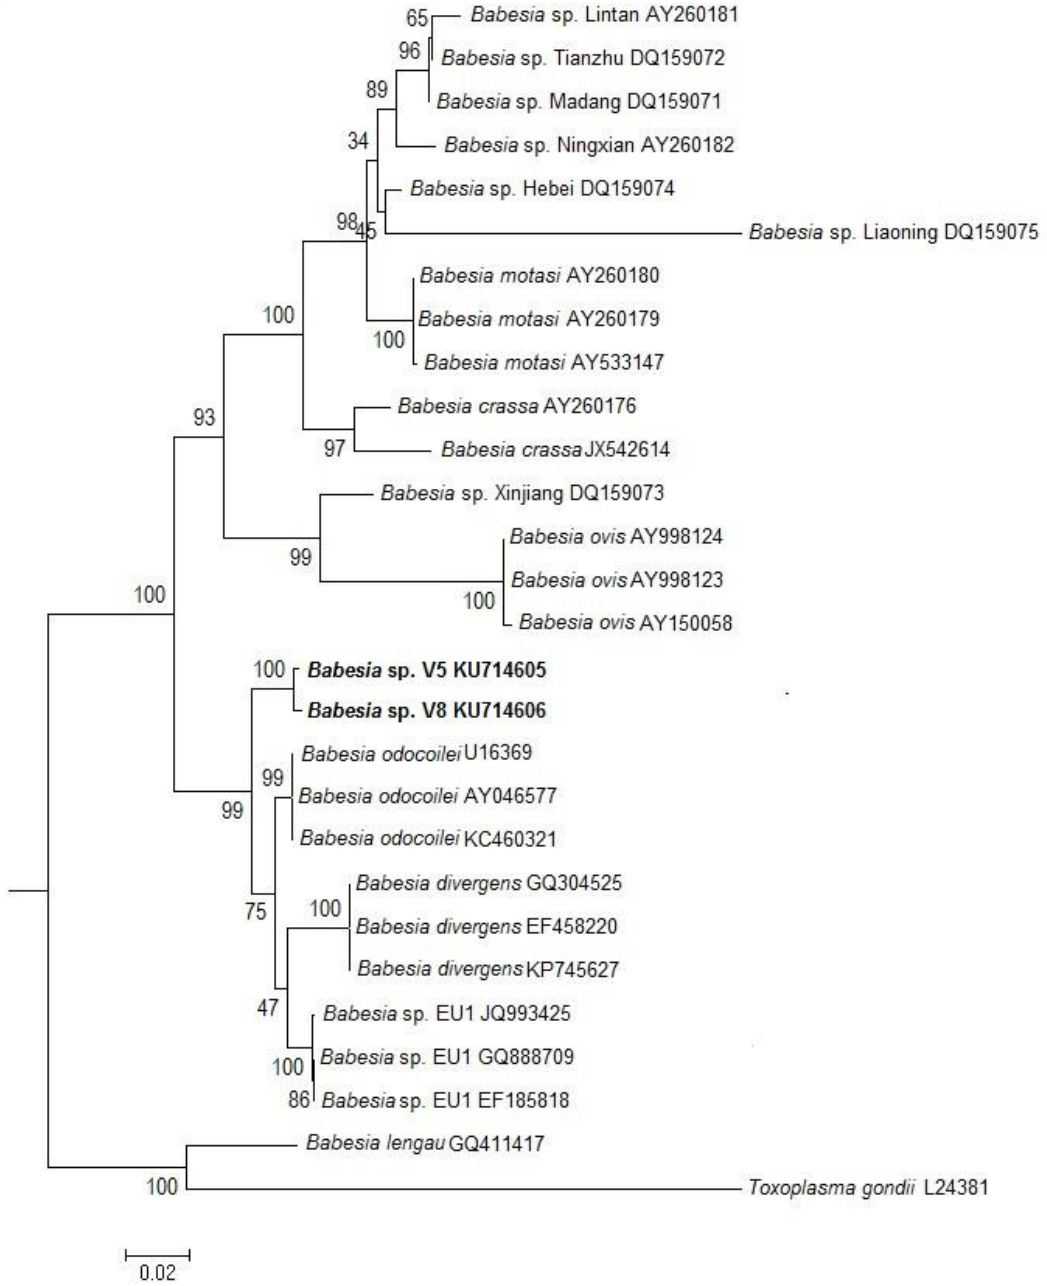 65
Babesia sp. Lintan AY260181
96
Babesia sp. Tianzhu DQ159072
89
Babesia sp. Madang DQ159071
34
Babesia sp. Ningxian AY260182
Babesia sp. Hebei DQ159074
98
45
Babesia sp. Liaoning DQ159075
Babesia motasi AY260180
100
Babesia motasi AY260179
100
Babesia motasi AY533147
93
Babesia crassa AY260176
97
Babesia crassa JX542614
Babesia sp. Xinjiang DQ159073
Babesia ovis AY998124
99
Babesia ovis AY998123
100
100
Babesia ovis AY150058
100
Babesia sp. V5 KU714605
Babesia sp. V8 KU714606
Babesia odocoilei U16369
99
Babesia odocoilei AY046577
99
Babesia odocoilei KC460321
Babesia divergens GQ304525
75
100
Babesia divergens EF458220
Babesia divergens KP745627
47
Babesia sp. EU1 JQ993425
100
Babesia sp. EU1 GQ888709
86
Babesia sp. EU1 EF185818
Babesia lengau GQ411417
100
Toxoplasma gondii L24381
0.02